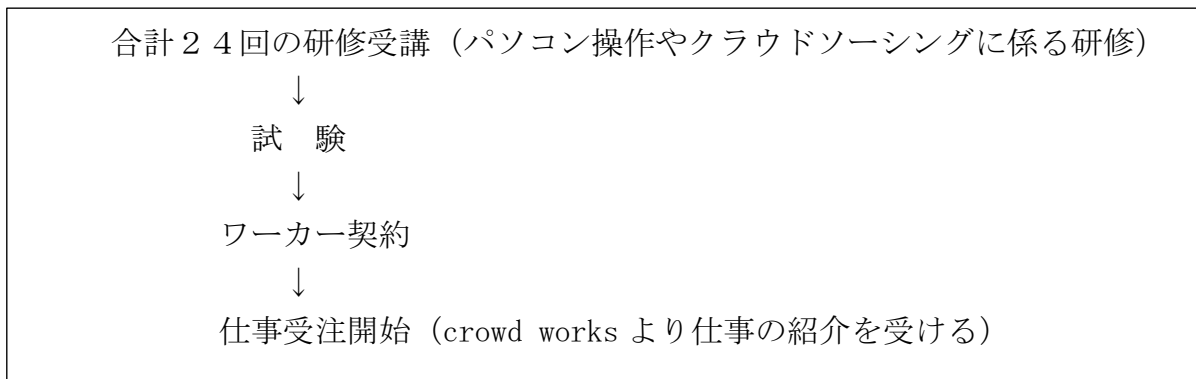 合計２４回の研修受講（パソコン操作やクラウドソーシングに係る研修）
↓
試　験
↓
ワーカー契約
↓
仕事受注開始（crowd works より仕事の紹介を受ける）